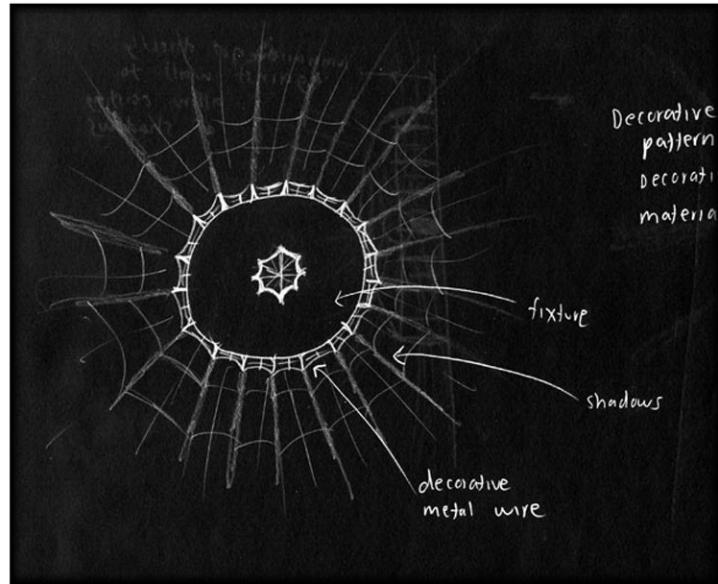 Decorative
pattern
Decorati
materia
fixture
shadows
decorative
metal wire